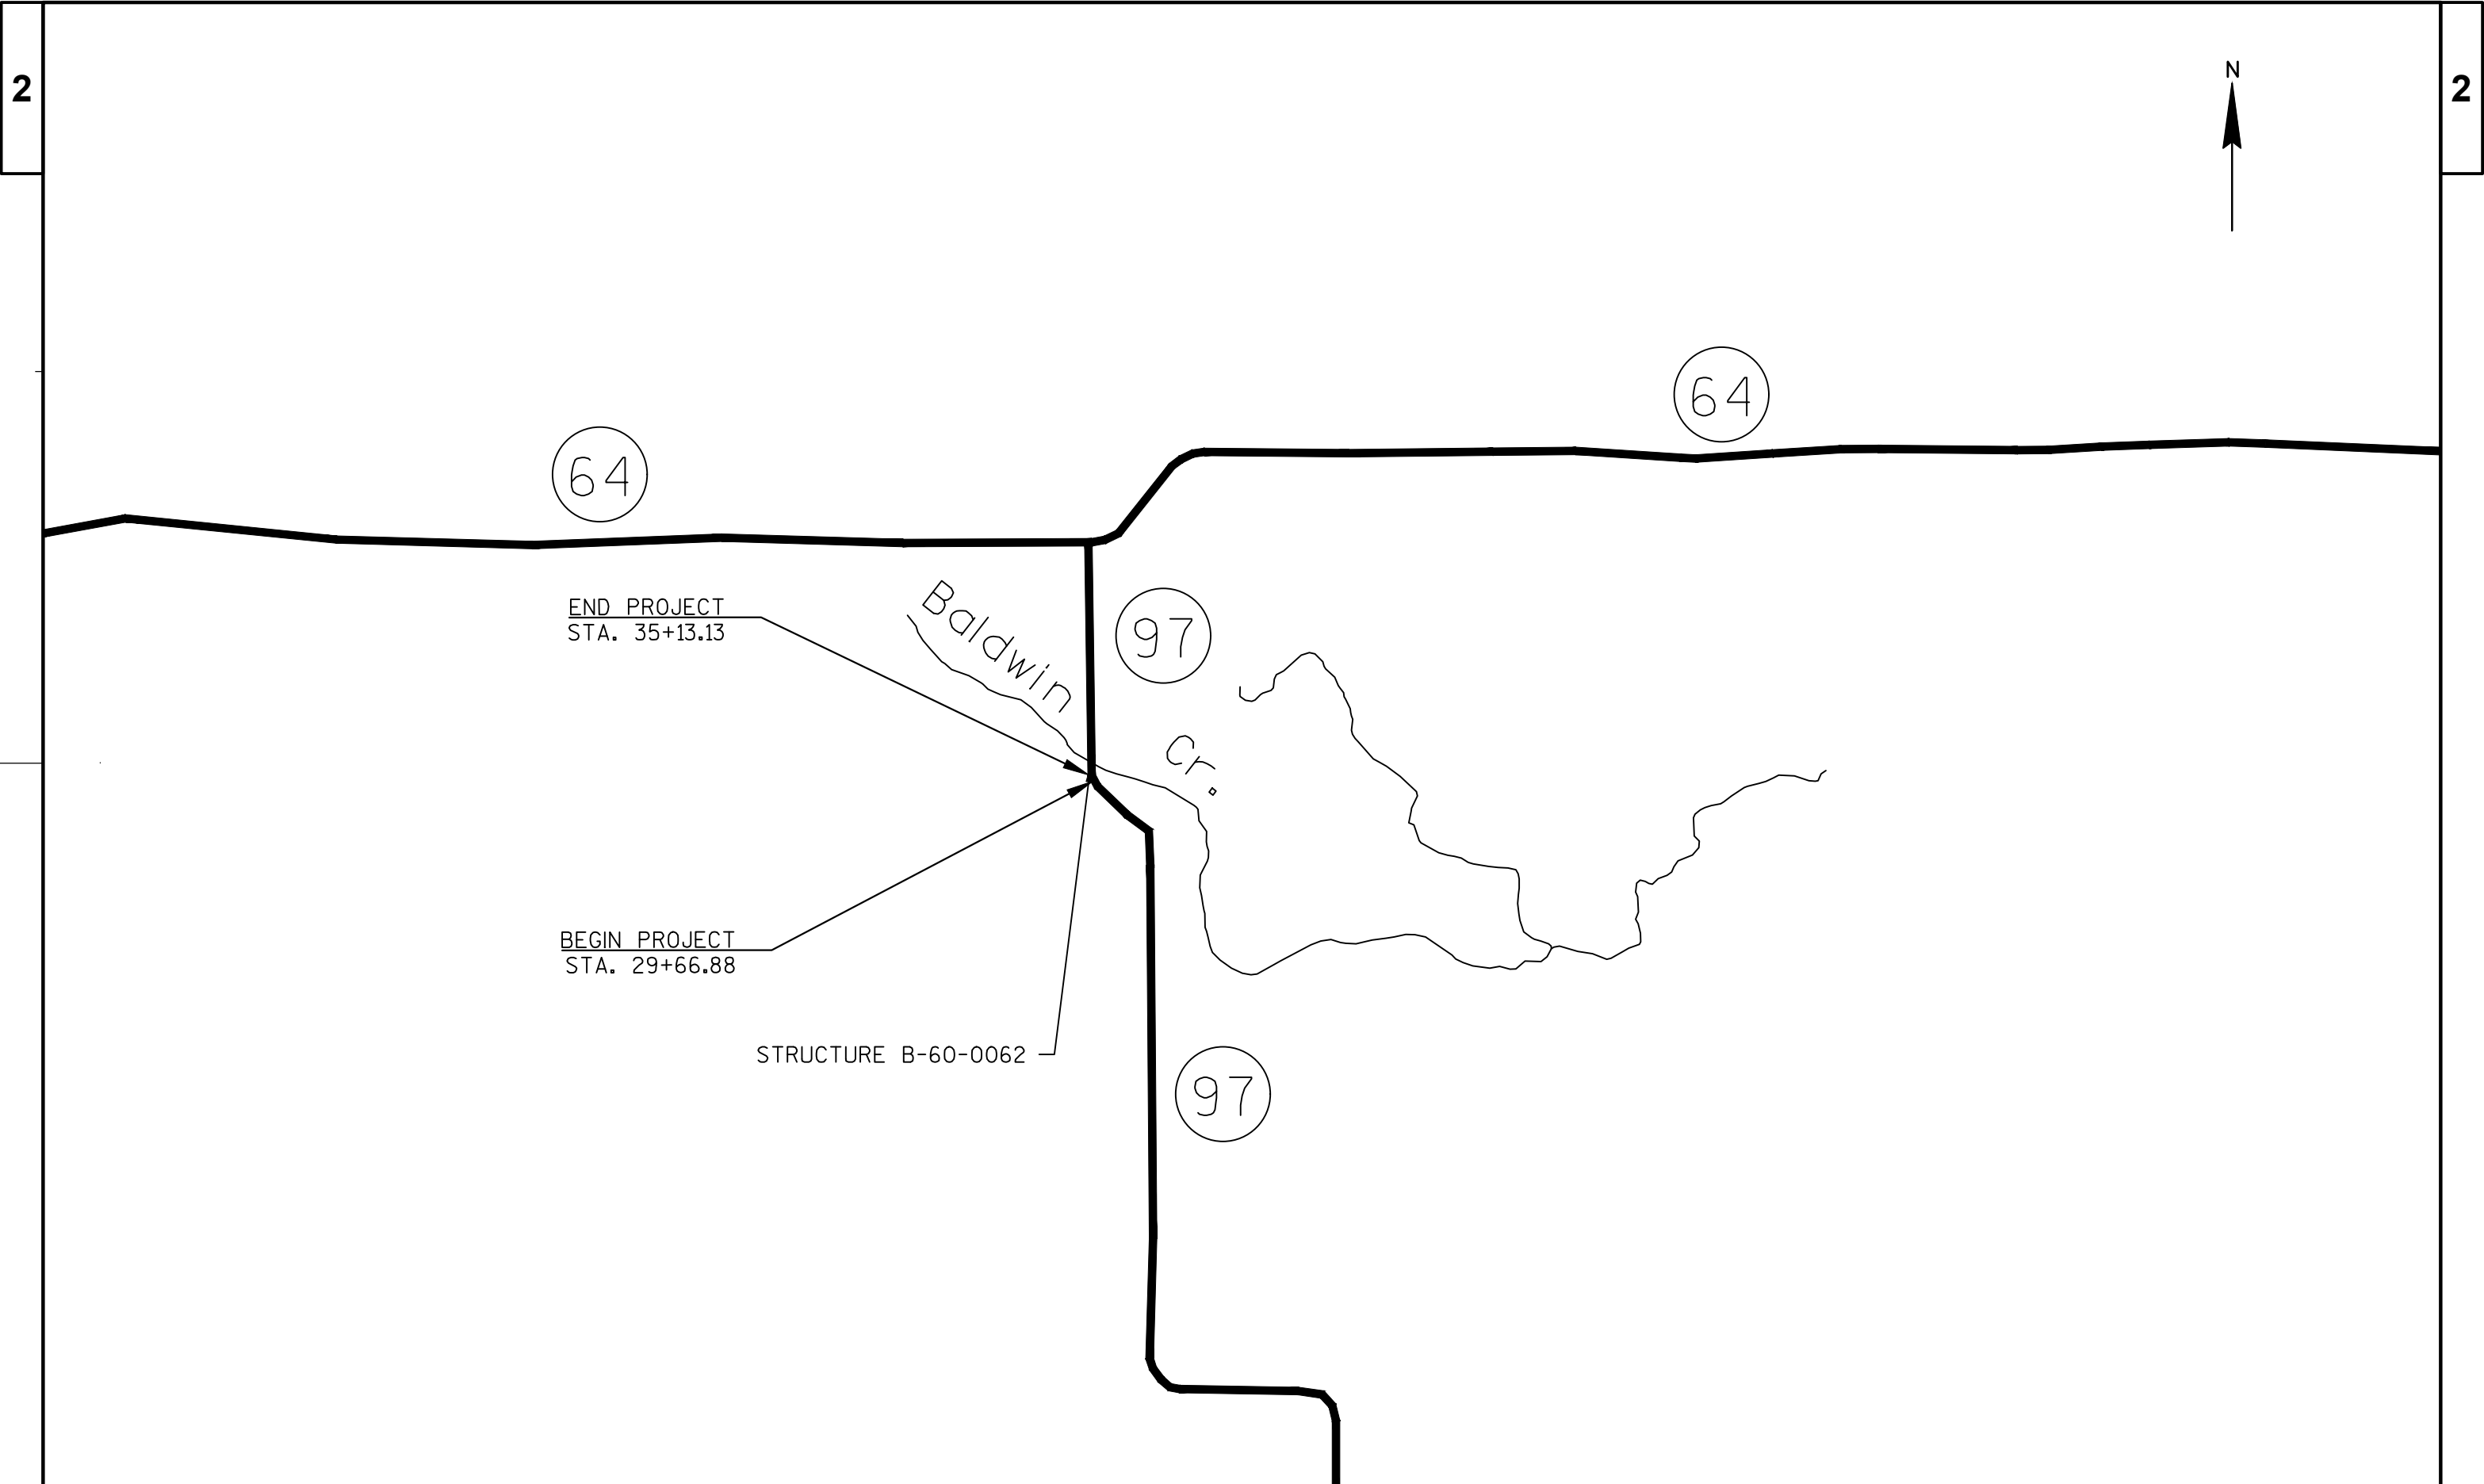 2
2
N
64
64
END PROJECT
STA. 35+13.13
Baldwin Cr.
97
BEGIN PROJECT
STA. 29+66.88
STRUCTURE B-60-0062
97